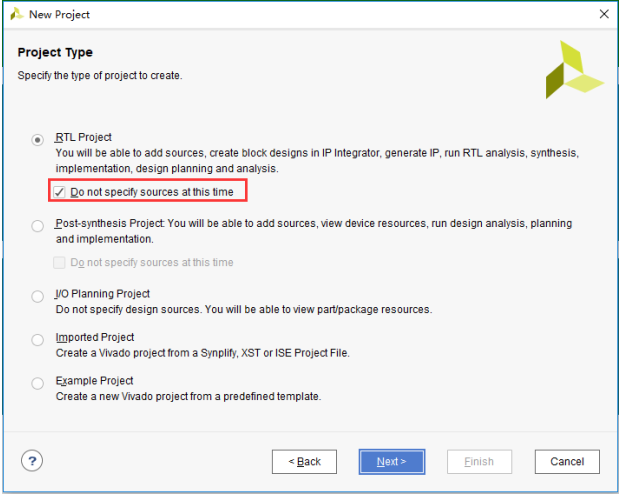 New Project
Project Type
Specify the type of project to create.
RTL Project
You will be able to add sources, create block designs in IP Integrator, generate IP, run RTL analysis, synthesis,
implementation, design planning and analysis.
Do not specify sources at this time
Post-synthesis Project: You will be able to add sources, view device resources, run design analysis, planning
and implementation.
Do not specify sources at this time
I/O Planning Project
Do not specify design sources. You will be able to view part/package resources.
Imported Project
Create a Vivado project from a Synplify, XST or ISE Project File.
Example Project
Create a new Vivado project from a predefined template.
?
< Back
Next >
Finish
Cancel